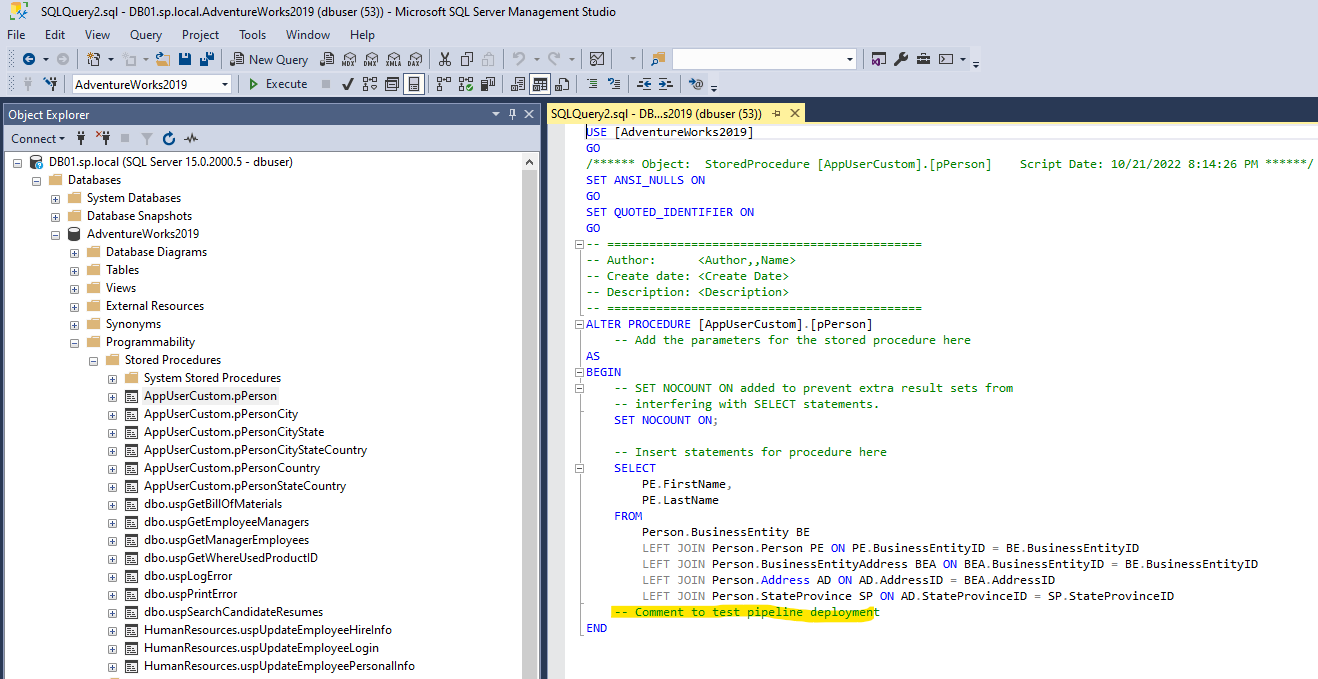 SQLQuery2.sql - DB01.sp.local.AdventureWorks2019 (dbuser (53)) - Microsoft SQL Server Management Studio
File Edit View Query Project Tools Window Help
New Query MDX DMX XMLA DAX
AdventureWorks2019 Execute
Object Explorer
Connect
DB01.sp.local (SQL Server 15.0.2000.5 - dbuser)
Databases
System Databases
Database Snapshots
AdventureWorks2019
Database Diagrams
Tables
Views
External Resources
Synonyms
Programmability
Stored Procedures
System Stored Procedures
AppUserCustom.pPerson
AppUserCustom.pPersonCity
AppUserCustom.pPersonCityState
AppUserCustom.pPersonCityStateCountry
AppUserCustom.pPersonCountry
AppUserCustom.pPersonStateCountry
dbo.uspGetBillOfMaterials
dbo.uspGetEmployeeManagers
dbo.uspGetManagerEmployees
dbo.uspGetWhereUsedProductID
dbo.uspLogError
dbo.uspPrintError
dbo.uspSearchCandidateResumes
HumanResources.uspUpdateEmployeeHireInfo
HumanResources.uspUpdateEmployeeLogin
HumanResources.uspUpdateEmployeePersonalInfo
SQLQuery2.sql - DB...s2019 (dbuser (53))
USE [AdventureWorks2019]
GO
/****** Object:  StoredProcedure [AppUserCustom].[pPerson]    Script Date: 10/21/2022 8:14:26 PM ******/
SET ANSI_NULLS ON
GO
SET QUOTED_IDENTIFIER ON
GO
-- =============================================
-- Author:      <Author,,Name>
-- Create date: <Create Date>
-- Description: <Description>
-- =============================================
ALTER PROCEDURE [AppUserCustom].[pPerson]
-- Add the parameters for the stored procedure here
AS
BEGIN
-- SET NOCOUNT ON added to prevent extra result sets from
-- interfering with SELECT statements.
SET NOCOUNT ON;
-- Insert statements for procedure here
SELECT
PE.FirstName,
PE.LastName
FROM
Person.BusinessEntity BE
LEFT JOIN Person.Person PE ON PE.BusinessEntityID = BE.BusinessEntityID
LEFT JOIN Person.BusinessEntityAddress BEA ON BEA.BusinessEntityID = BE.BusinessEntityID
LEFT JOIN Person.Address AD ON AD.AddressID = BEA.AddressID
LEFT JOIN Person.StateProvince SP ON AD.StateProvinceID = SP.StateProvinceID
-- Comment to test pipeline deployment
END